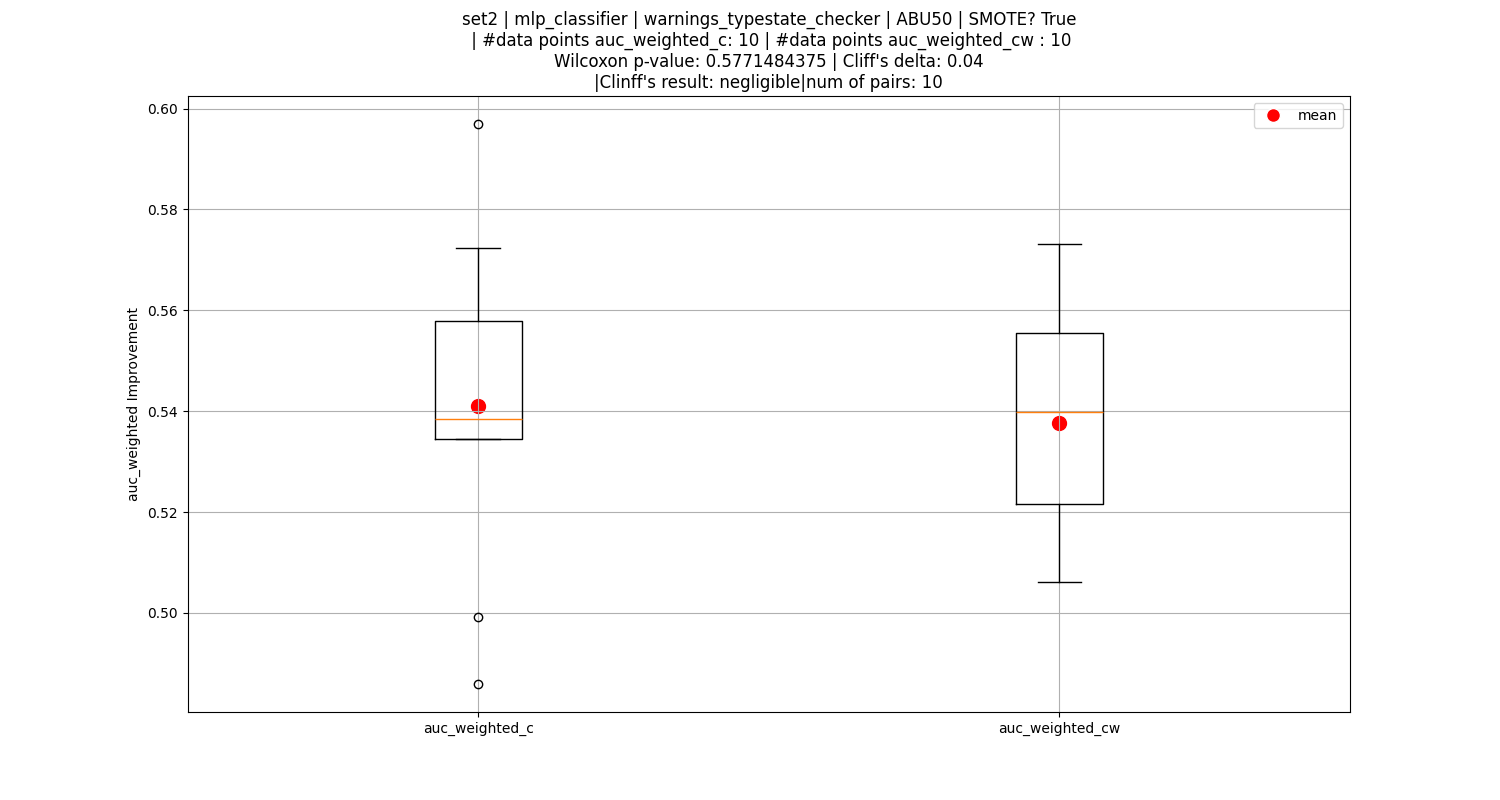 set2 | mlp_classifier | warnings_typestate_checker | ABU50 | SMOTE? True
| #data points auc_weighted_c: 10 | #data points auc_weighted_cw : 10
Wilcoxon p-value: 0.5771484375 | Cliff's delta: 0.04
|Clinff's result: negligible|num of pairs: 10
mean
0.60
0.58
0.56
0.54
0.52
0.50
auc_weighted Improvement
auc_weighted_c
auc_weighted_cw